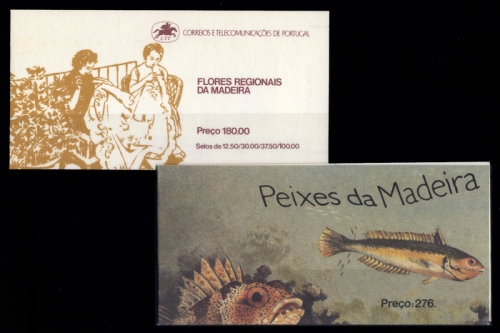 CTT
CORREIOS E TELECOMUNICAÇÕES DE PORTUGAL
FLORES REGIONAIS
DA MADEIRA
Preço 180.00
Selos de 12.50/30.00/37.50/100.00
Peixes da Madeira
Preço: 276.